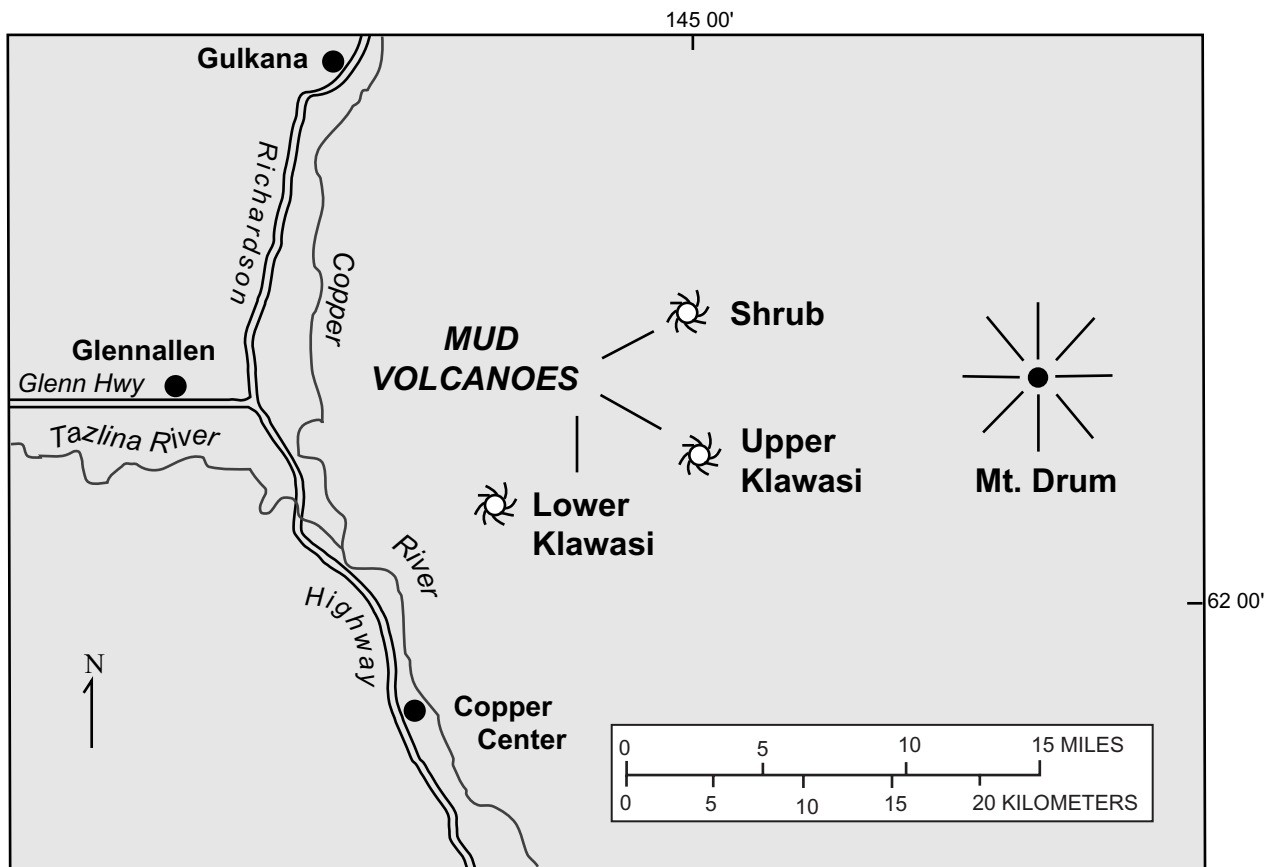 145 00'
Gulkana
Richardson
Copper
Shrub
MUD
VOLCANOES
Glennallen
Glenn Hwy
Tazlina River
Upper
Klawasi
Mt. Drum
Lower
Klawasi
River
Highway
62 00'
N
Copper
Center
0 5 10 15 MILES
0 5 10 15 20 KILOMETERS